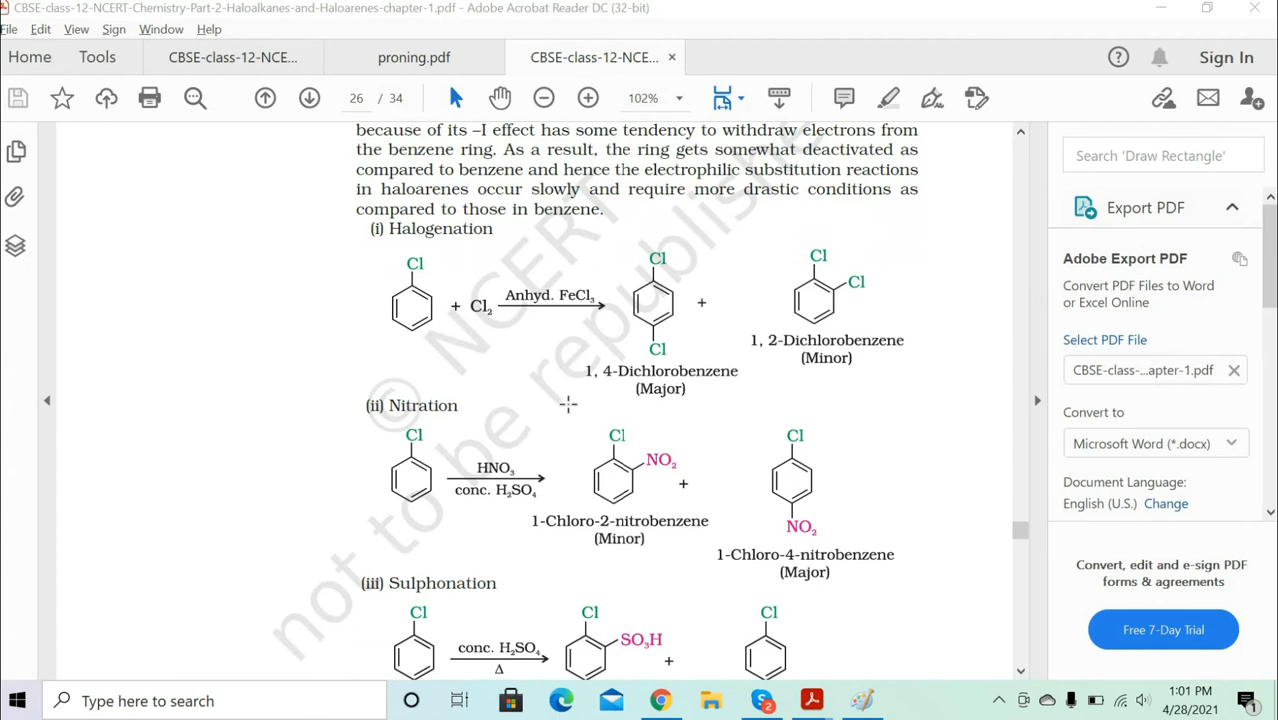 CBSE-class-12-NCERT-Chemistry-Part-2-Haloalkanes-and-Haloarenes-chapter-1.pdf - Adobe Acrobat Reader DC (32-bit)
File Edit View Sign Window Help
Home Tools CBSE-class-12-NCE... proning.pdf CBSE-class-12-NCE... × Sign In
26 / 34 102%
because of its –I effect has some tendency to withdraw electrons from
the benzene ring. As a result, the ring gets somewhat deactivated as
compared to benzene and hence the electrophilic substitution reactions
in haloarenes occur slowly and require more drastic conditions as
compared to those in benzene.
(i) Halogenation
Cl
+ Cl₂ Anhyd. FeCl₃
Cl
Cl
+
Cl
Cl
1, 4-Dichlorobenzene
(Major)
1, 2-Dichlorobenzene
(Minor)
(ii) Nitration
Cl
HNO₃
conc. H₂SO₄
Cl
NO₂
+
Cl
NO₂
1-Chloro-2-nitrobenzene
(Minor)
1-Chloro-4-nitrobenzene
(Major)
(iii) Sulphonation
Cl
conc. H₂SO₄
Δ
Cl
SO₃H
+
Cl
© NCERT
not to be republishe
Search 'Draw Rectangle'
Export PDF
Adobe Export PDF
Convert PDF Files to Word
or Excel Online
Select PDF File
CBSE-class-...apter-1.pdf
Convert to
Microsoft Word (*.docx)
Document Language:
English (U.S.) Change
Convert, edit and e-sign PDF
forms & agreements
Free 7-Day Trial
Type here to search
2
1:01 PM
4/28/2021
1